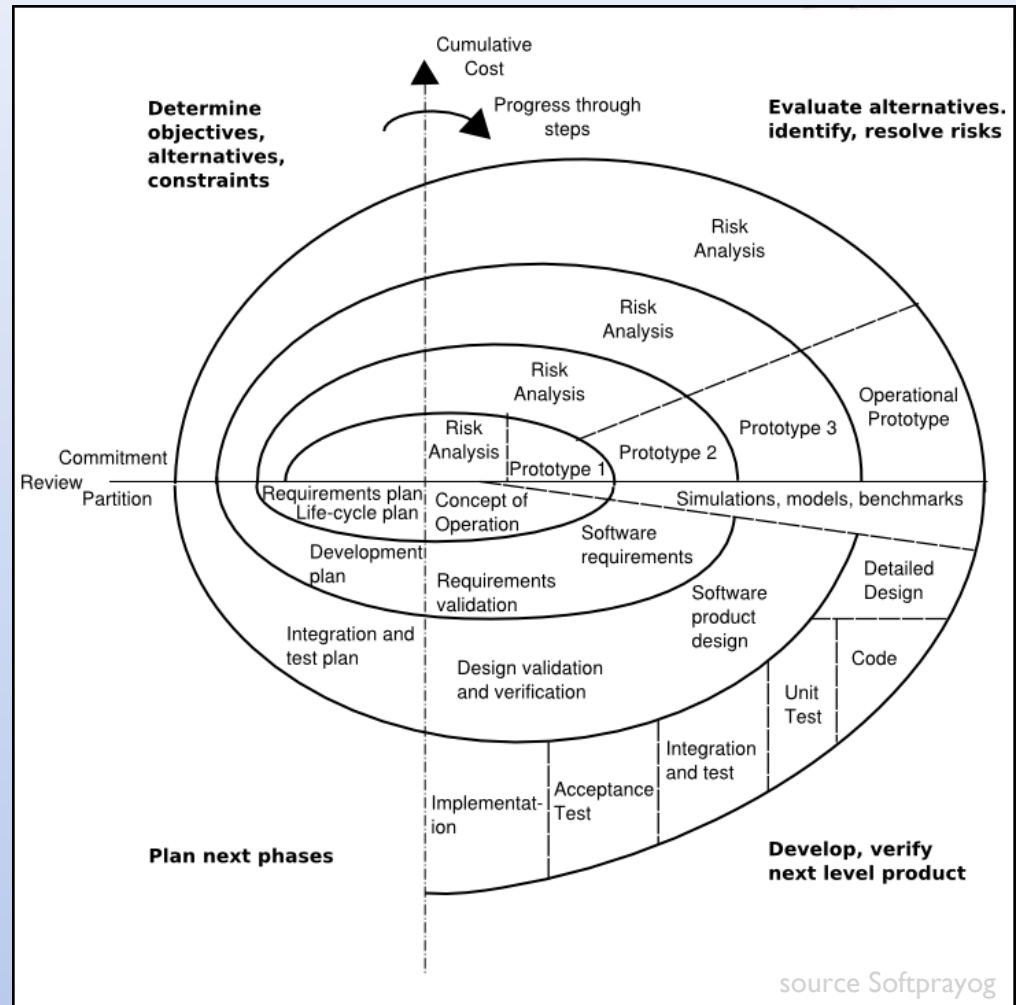 Cumulative
Cost
Progress through
steps
Determine
objectives,
alternatives,
constraints
Evaluate alternatives.
identify, resolve risks
Risk
Analysis
Risk
Analysis
Risk
Analysis
Risk
Analysis
Operational
Prototype
Prototype 3
Prototype 2
Prototype 1
Commitment
Review
Partition
Requirements plan
Life-cycle plan
Concept of
Operation
Simulations, models, benchmarks
Software
requirements
Development
plan
Requirements
validation
Software
product
design
Detailed
Design
Integration and
test plan
Design validation
and verification
Code
Unit
Test
Integration
and test
Acceptance
Test
Implementat-
ion
Plan next phases
Develop, verify
next level product
source Softprayog